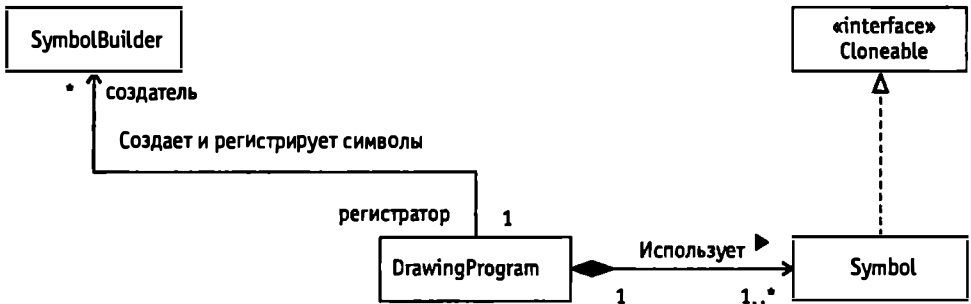 SymbolBuilder
«interface»
Cloneable
* создатель
Создает и регистрирует символы
регистратор 1
DrawingProgram
Использует ▶
Symbol
1 1..*